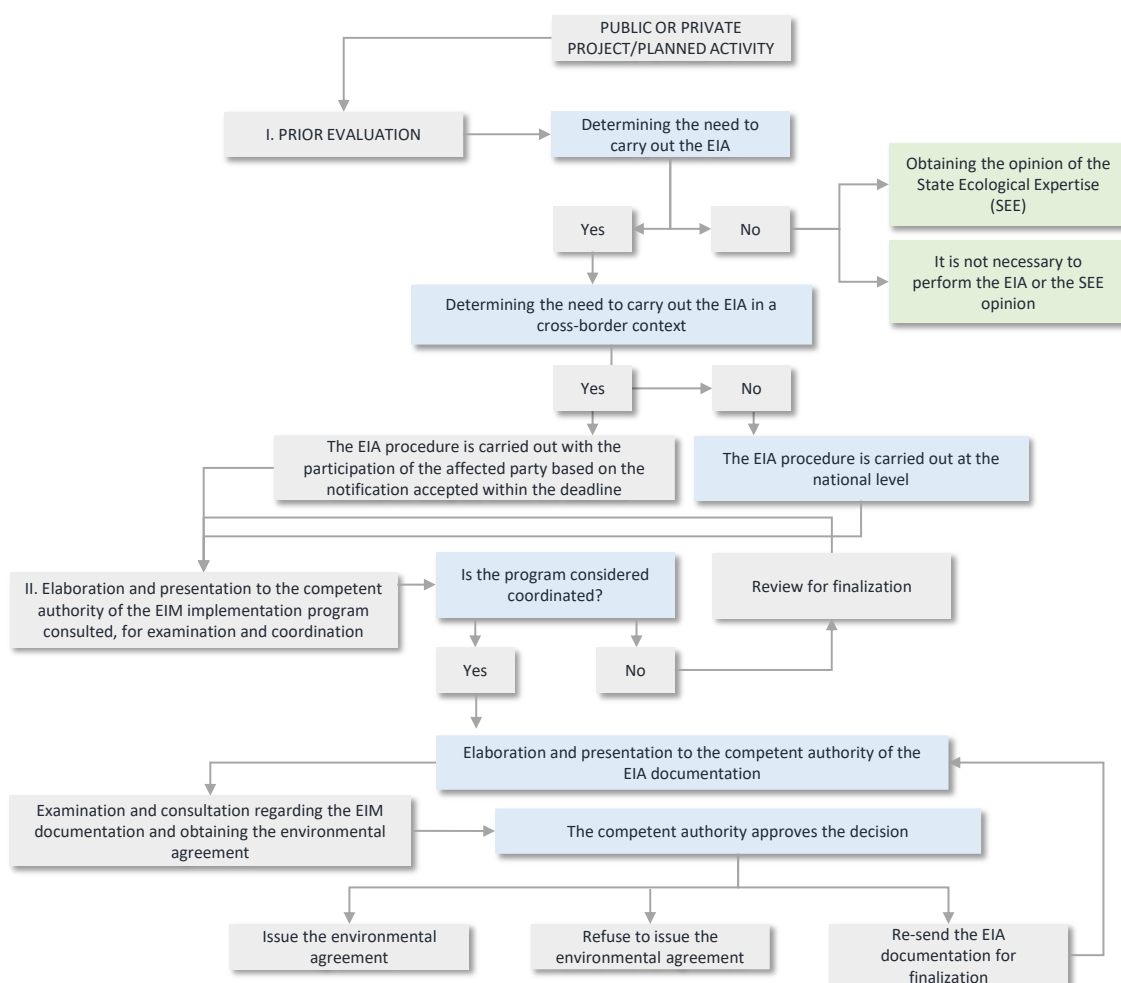 PUBLIC OR PRIVATE
PROJECT/PLANNED ACTIVITY
I. PRIOR EVALUATION
Determining the need to
carry out the EIA
Obtaining the opinion of the
State Ecological Expertise
(SEE)
Yes
No
It is not necessary to
perform the EIA or the SEE
opinion
Determining the need to carry out the EIA in a
cross-border context
Yes
No
The EIA procedure is carried out with the
participation of the affected party based on the
notification accepted within the deadline
The EIA procedure is carried out at the
national level
II. Elaboration and presentation to the competent
authority of the EIM implementation program
consulted, for examination and coordination
Is the program considered
coordinated?
Review for finalization
Yes
No
Elaboration and presentation to the competent authority of the
EIA documentation
Examination and consultation regarding the EIM
documentation and obtaining the environmental
agreement
The competent authority approves the decision
Issue the environmental
agreement
Refuse to issue the
environmental agreement
Re-send the EIA
documentation for
finalization